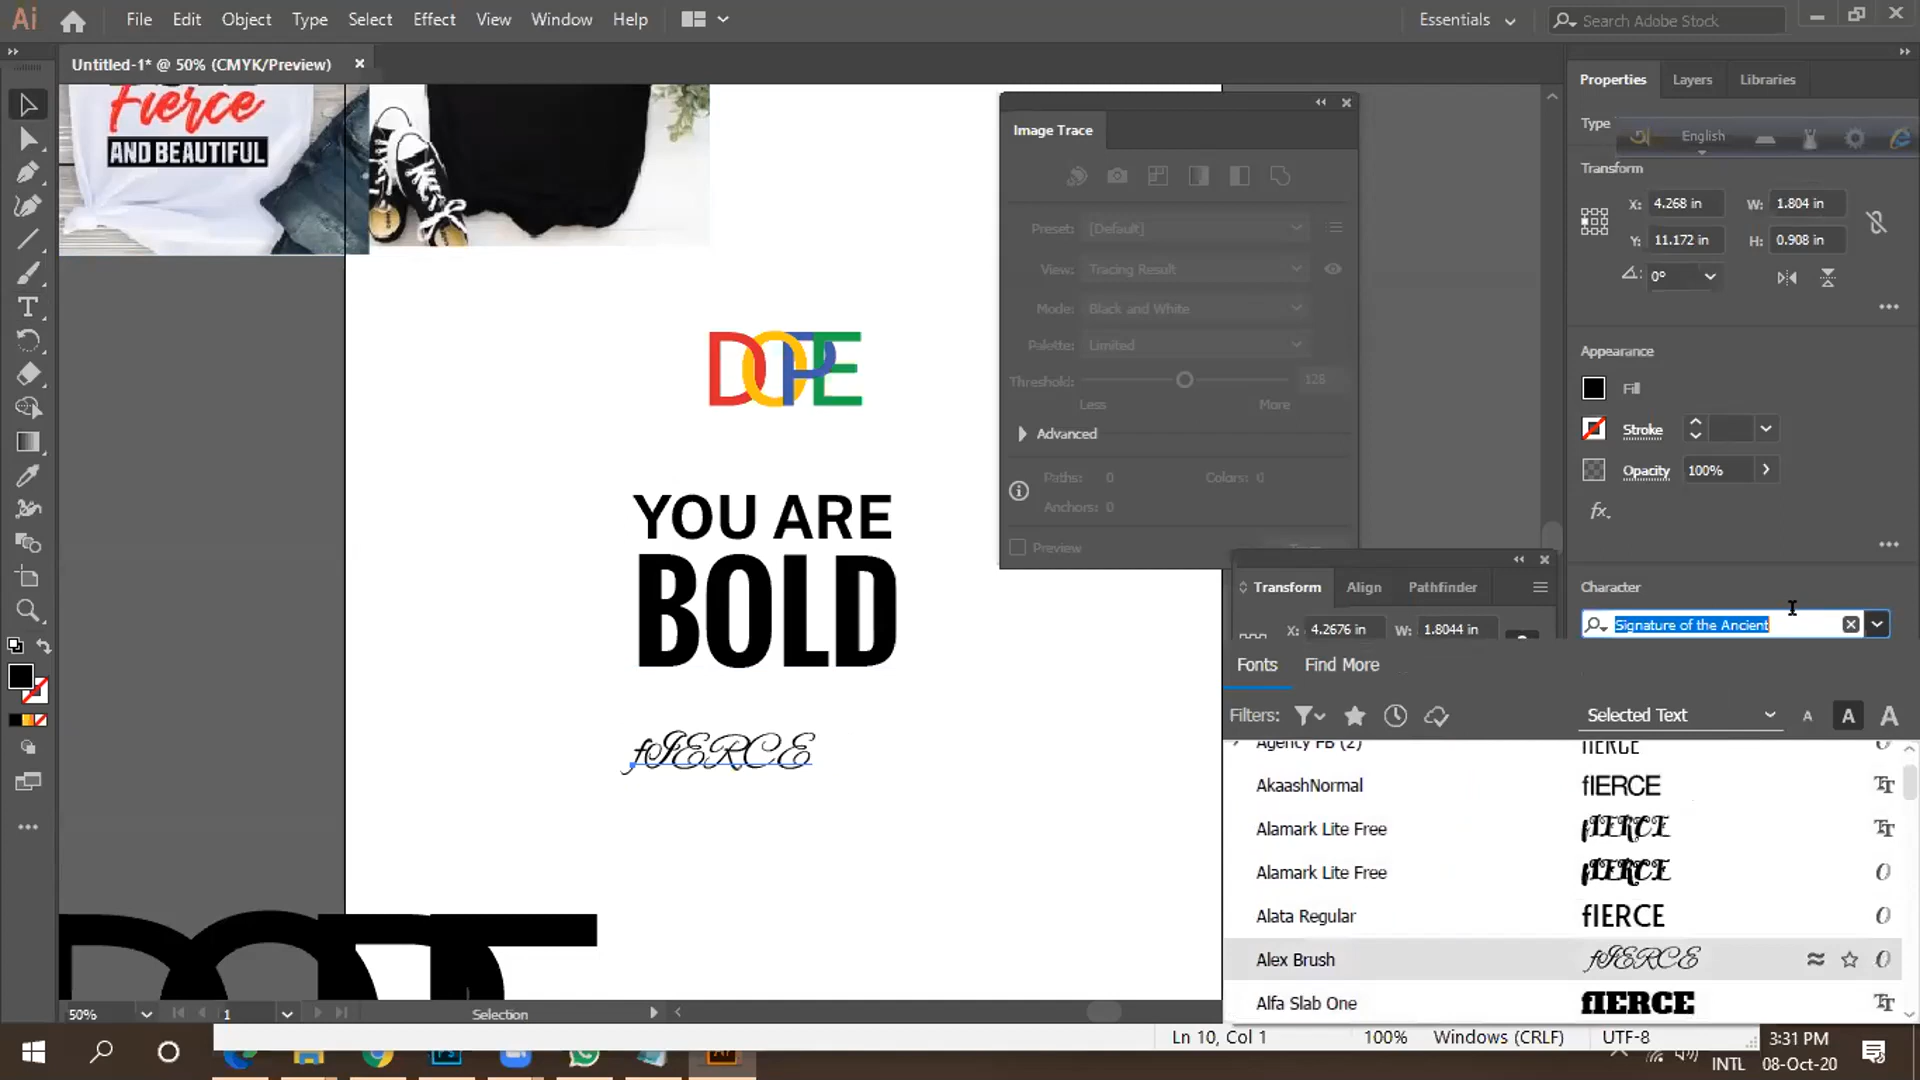 Ai File Edit Object Type Select Effect View Window Help Essentials Search Adobe Stock
Untitled-1* @ 50% (CMYK/Preview)
Fierce
AND BEAUTIFUL
DOPE
YOU ARE
BOLD
fIERCE
Image Trace
Preset: [Default]
View: Tracing Result
Mode: Black and White
Palette: Limited
Threshold: 128
Less More
Advanced
Paths: 0 Colors: 0
Anchors: 0
Preview
Transform Align Pathfinder
X: 4.2676 in W: 1.8044 in
Properties Layers Libraries
Type
English
Transform
X: 4.268 in W: 1.804 in
Y: 11.172 in H: 0.908 in
0°
Appearance
Fill
Stroke
Opacity 100%
fx.
Character
Signature of the Ancient
Fonts Find More
Filters: Selected Text A A A
Agency FB (2) fIERCE
AkaashNormal fIERCE
Alamark Lite Free fIERCE
Alamark Lite Free fIERCE
Alata Regular fIERCE
Alex Brush fIERCE
Alfa Slab One fIERCE
50% 1 Selection
Ln 10, Col 1 100% Windows (CRLF) UTF-8
3:31 PM
INTL 08-Oct-20